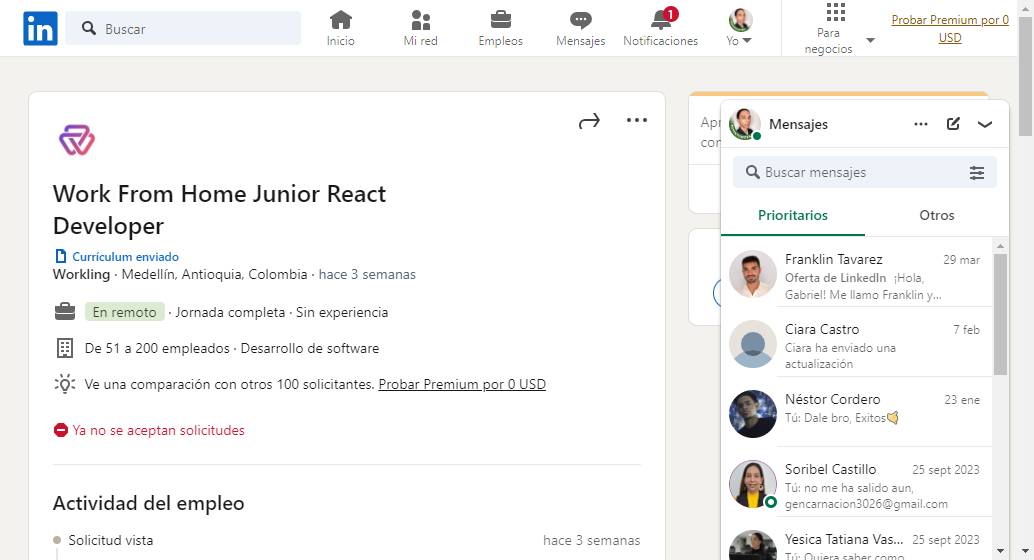 in
Buscar
Inicio
Mi red
Empleos
Mensajes
1
Notificaciones
Yo
Para
negocios
Probar Premium por 0
USD
Work From Home Junior React
Developer
Currículum enviado
Workling · Medellín, Antioquia, Colombia · hace 3 semanas
En remoto · Jornada completa · Sin experiencia
De 51 a 200 empleados · Desarrollo de software
Ve una comparación con otros 100 solicitantes. Probar Premium por 0 USD
Ya no se aceptan solicitudes
Actividad del empleo
Solicitud vista
hace 3 semanas
Mensajes
Buscar mensajes
Prioritarios
Otros
Franklin Tavarez
29 mar
Oferta de LinkedIn ¡Hola,
Gabriel! Me llamo Franklin y...
Ciara Castro
7 feb
Ciara ha enviado una
actualización
Néstor Cordero
23 ene
Tú: Dale bro, Exitos
Soribel Castillo
25 sept 2023
Tú: no me ha salido aun,
gencarnacion3026@gmail.com
Yesica Tatiana Vas...
25 sept 2023
Tú: Quiera saber como